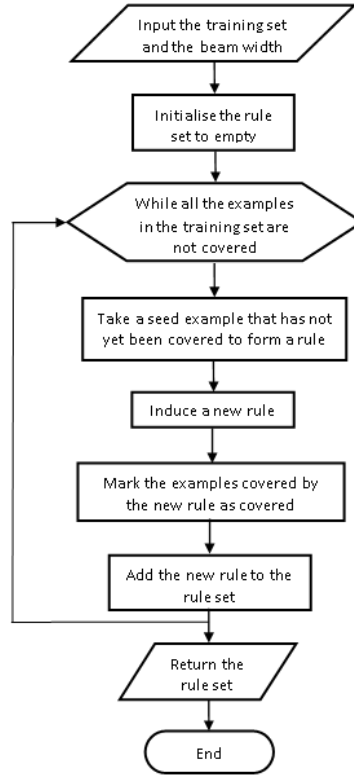 Input the training set
and the beam width
Initialise the rule
set to empty
While all the examples
in the training set are
not covered
Take a seed example that has not
yet been covered to form a rule
Induce a new rule
Mark the examples covered by
the new rule as covered
Add the new rule to the
rule set
Return the
rule set
End